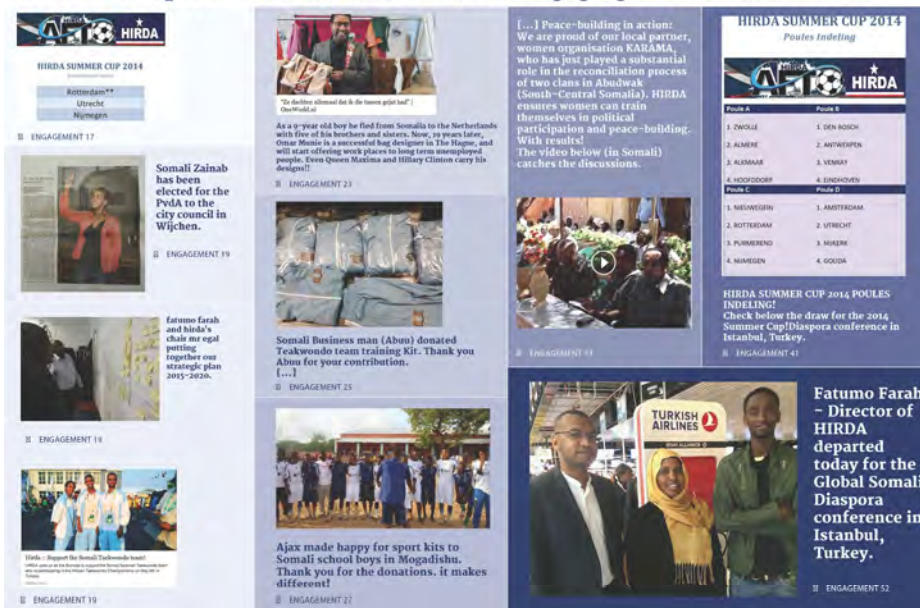 HIRDA
HIRDA
HIRDA SUMMER CUP 2014
Rotterdam**
Utrecht
Nijmegen
ENGAGEMENT 17
Somali Zainab
has been
elected for the
PvdA to the
city council in
Wijchen.
ENGAGEMENT 19
fatumo farah
and hirda's
chair mr egal
putting
together our
strategic plan
2015-2020.
ENGAGEMENT 19
Hirda :: Support the Somali Taekwondo team!
ENGAGEMENT 19
"Ze dachten allemaal dat ik die tassen gejat had" |
OneWorld.nl
As a 9-year old boy he fled from Somalia to the Netherlands
with five of his brothers and sisters. Now, 19 years later,
Omar Munie is a successful bag designer in The Hague, and
will start offering work places to long term unemployed
people. Even Queen Maxima and Hillary Clinton carry his
designs!!
ENGAGEMENT 23
Somali Business man (Abuu) donated
Teakwondo team training Kit. Thank you
Abuu for your contribution.
[...]
ENGAGEMENT 25
Ajax made happy for sport kits to
Somali school boys in Mogadishu.
Thank you for the donations. it makes
different!
ENGAGEMENT 27
[...] Peace-building in action:
We are proud of our local partner,
women organisation KARAMA,
who has just played a substantial
role in the reconciliation process
of two clans in Abudwak
(South-Central Somalia). HIRDA
ensures women can train
themselves in political
participation and peace-building.
With results!
The video below (in Somali)
catches the discussions.
ENGAGEMENT
HIRDA SUMMER CUP 2014
Poules Indeling
HIRDA
Poule A Poule B
1. ZWOLLE 1. DEN BOSCH
2. ALMERE 2. ANTWERPEN
3. ALKMAAR 3. VENRAY
4. HOOFDDORP 4. EINDHOVEN
Poule C Poule D
1. NIEUWEGEIN 1. AMSTERDAM
2. ROTTERDAM 2. UTRECHT
3. PURMEREND 3. NIJKERK
4. NIJMEGEN 4. GOUDA
HIRDA SUMMER CUP 2014 POULES
INDELING!
Check below the draw for the 2014
Summer Cup!Diaspora conference in
Istanbul, Turkey.
ENGAGEMENT 41
TURKISH
AIRLINES
STAR ALLIANCE
Fatumo Farah
– Director of
HIRDA
departed
today for the
Global Somali
Diaspora
conference in
Istanbul,
Turkey.
ENGAGEMENT 52